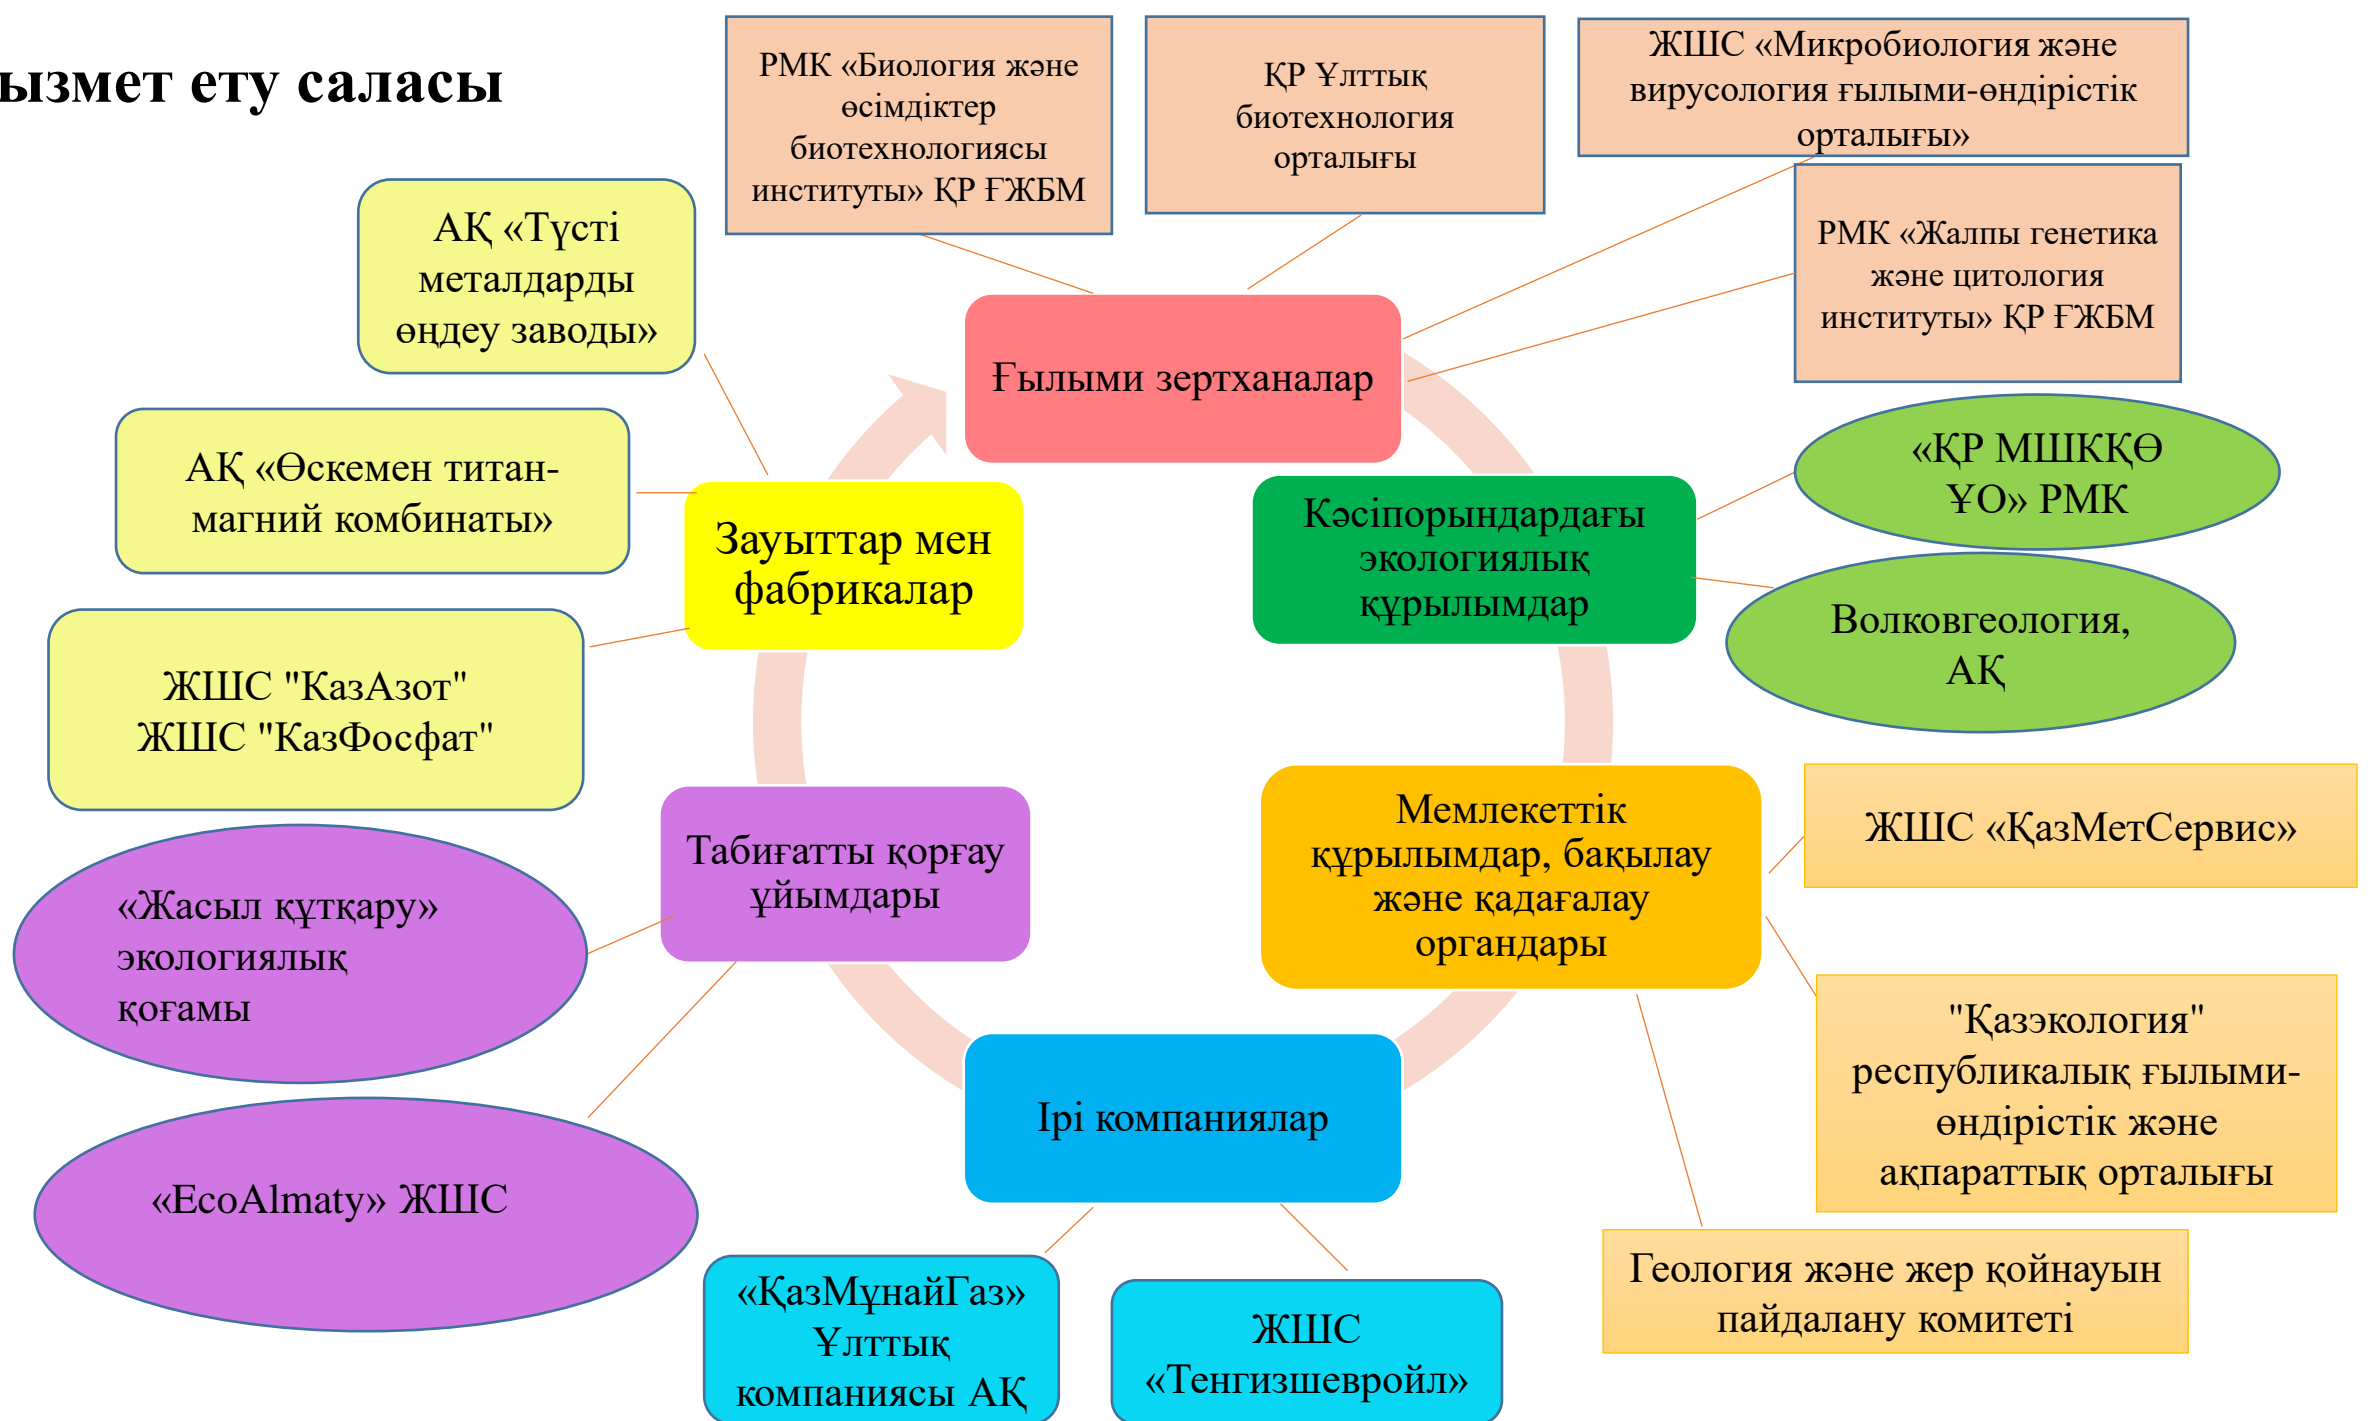 ызмет ету саласы
РМК «Биология және
өсімдіктер
биотехнологиясы
институты» ҚР ҒЖБМ
ҚР Ұлттық
биотехнология
орталығы
ЖШС «Микробиология және
вирусология ғылыми-өндірістік
орталығы»
РМК «Жалпы генетика
және цитология
институты» ҚР ҒЖБМ
АҚ «Түсті
металдарды
өңдеу заводы»
Ғылыми зертханалар
АҚ «Өскемен титан-
магний комбинаты»
Зауыттар мен
фабрикалар
Кәсіпорындардағы
экологиялық
құрылымдар
«ҚР МШКҚӨ
ҰО» РМК
Волковгеология,
АҚ
ЖШС "КазАзот"
ЖШС "КазФосфат"
Табиғатты қорғау
ұйымдары
Мемлекеттік
құрылымдар, бақылау
және қадағалау
органдары
ЖШС «ҚазМетСервис»
«Жасыл құтқару»
экологиялық
қоғамы
"Қазэкология"
республикалық ғылыми-
өндірістік және
ақпараттық орталығы
Ірі компаниялар
«EcoAlmaty» ЖШС
Геология және жер қойнауын
пайдалану комитеті
«ҚазМұнайГаз»
Ұлттық
компаниясы АҚ
ЖШС
«Тенгизшевройл»